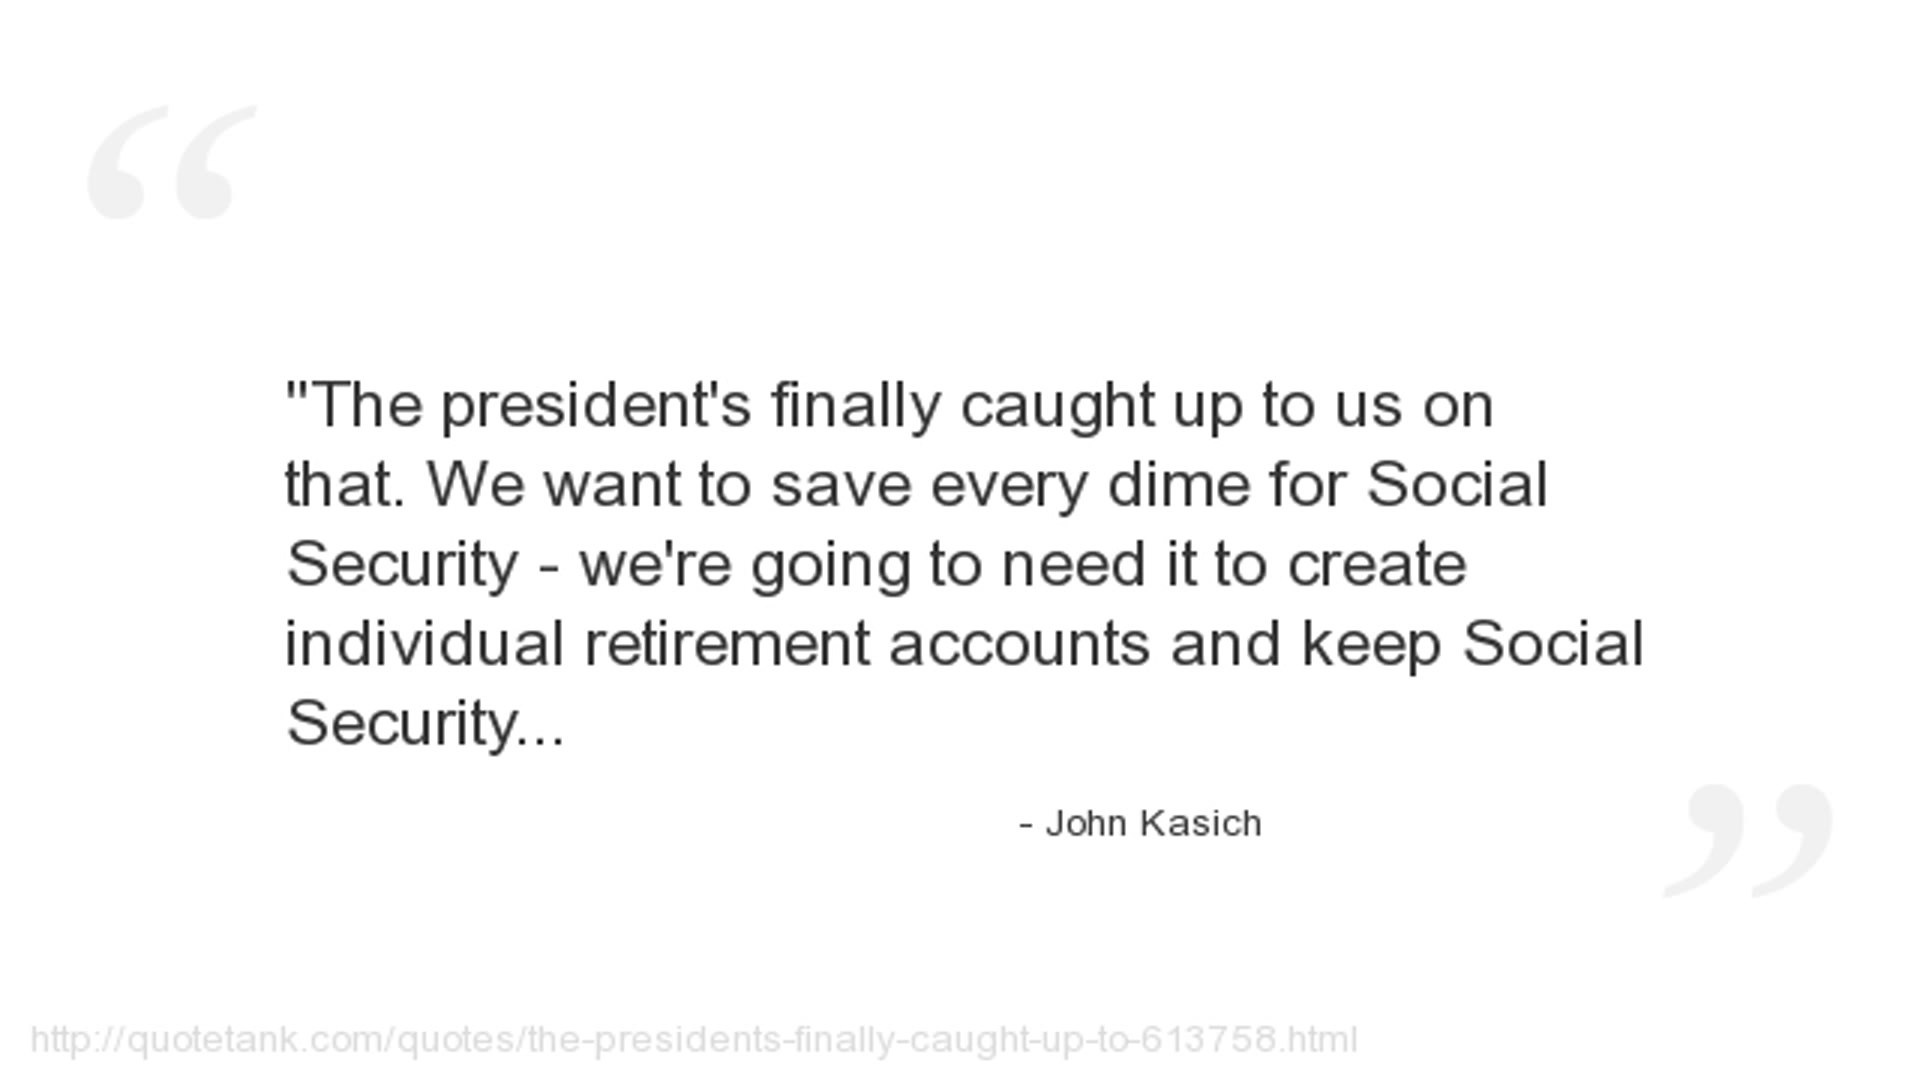 "The president's finally caught up to us on
that. We want to save every dime for Social
Security - we're going to need it to create
individual retirement accounts and keep Social
Security...
- John Kasich
http://quotetank.com/quotes/the-presidents-finally-caught-up-to-613758.html